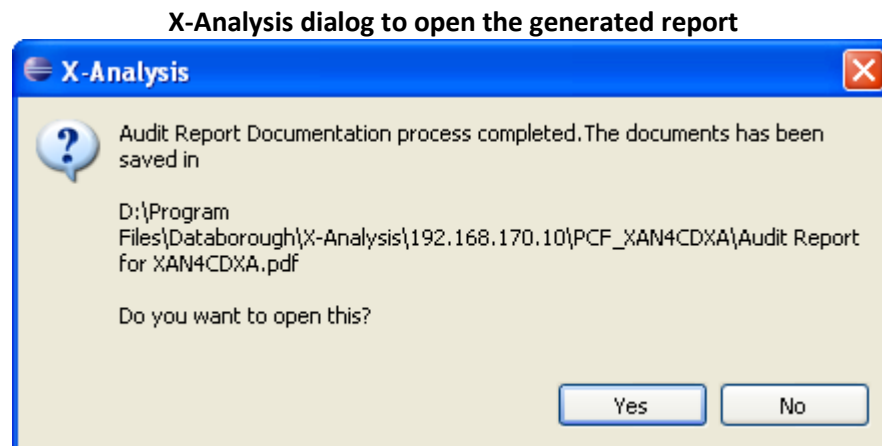 X-Analysis dialog to open the generated report
X-Analysis
Audit Report Documentation process completed.The documents has been
saved in
D:\Program
Files\Databorough\X-Analysis\192.168.170.10\PCF_XAN4CDXA\Audit Report
for XAN4CDXA.pdf
Do you want to open this?
Yes No